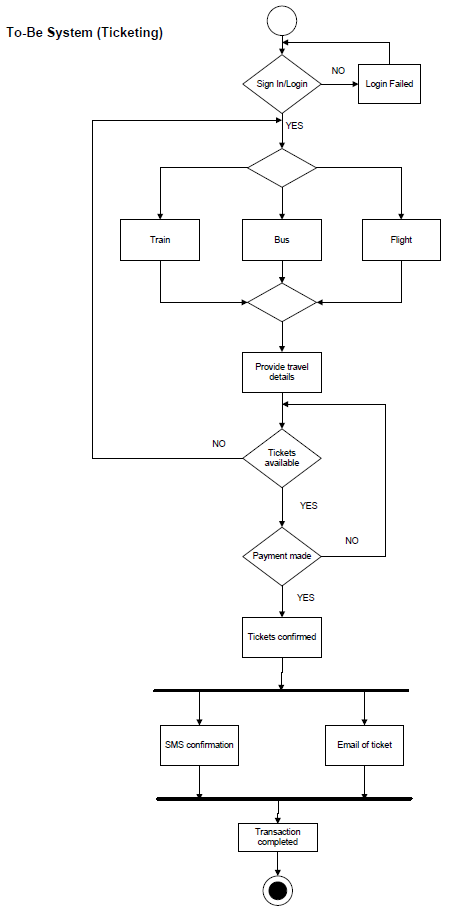 To-Be System (Ticketing)
NO
Sign In/Login
Login Failed
YES
Train
Bus
Flight
Provide travel
details
NO
Tickets
available
YES
NO
Payment made
YES
Tickets confirmed
SMS confirmation
Email of ticket
Transaction
completed